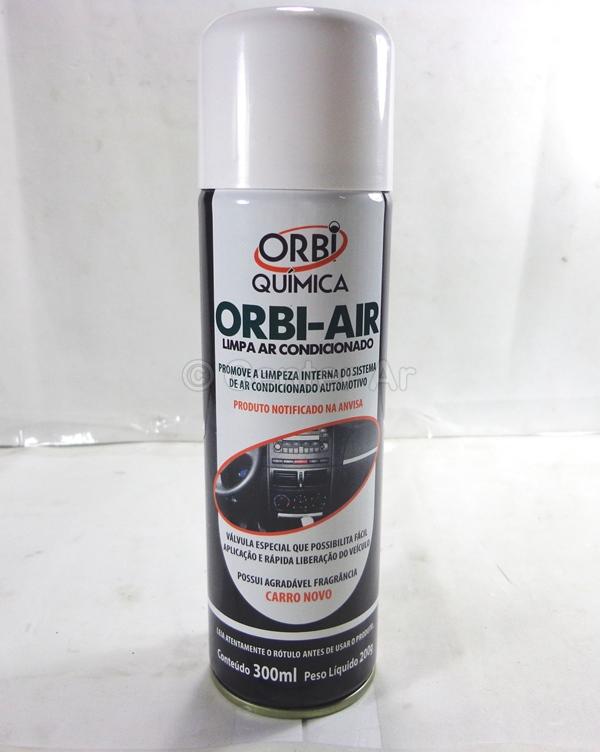 ORBI
QUÍMICA
ORBI-AIR
LIMPA AR CONDICIONADO
PROMOVE A LIMPEZA INTERNA DO SISTEMA
DE AR CONDICIONADO AUTOMOTIVO
PRODUTO NOTIFICADO NA ANVISA
VÁLVULA ESPECIAL QUE POSSIBILITA FÁCIL
APLICAÇÃO E RÁPIDA LIBERAÇÃO DO VEÍCULO
POSSUI AGRADÁVEL FRAGRÂNCIA
CARRO NOVO
LEIA ATENTAMENTE O RÓTULO ANTES DE USAR O PRODUTO.
Conteúdo 300ml Peso Líquido 200g